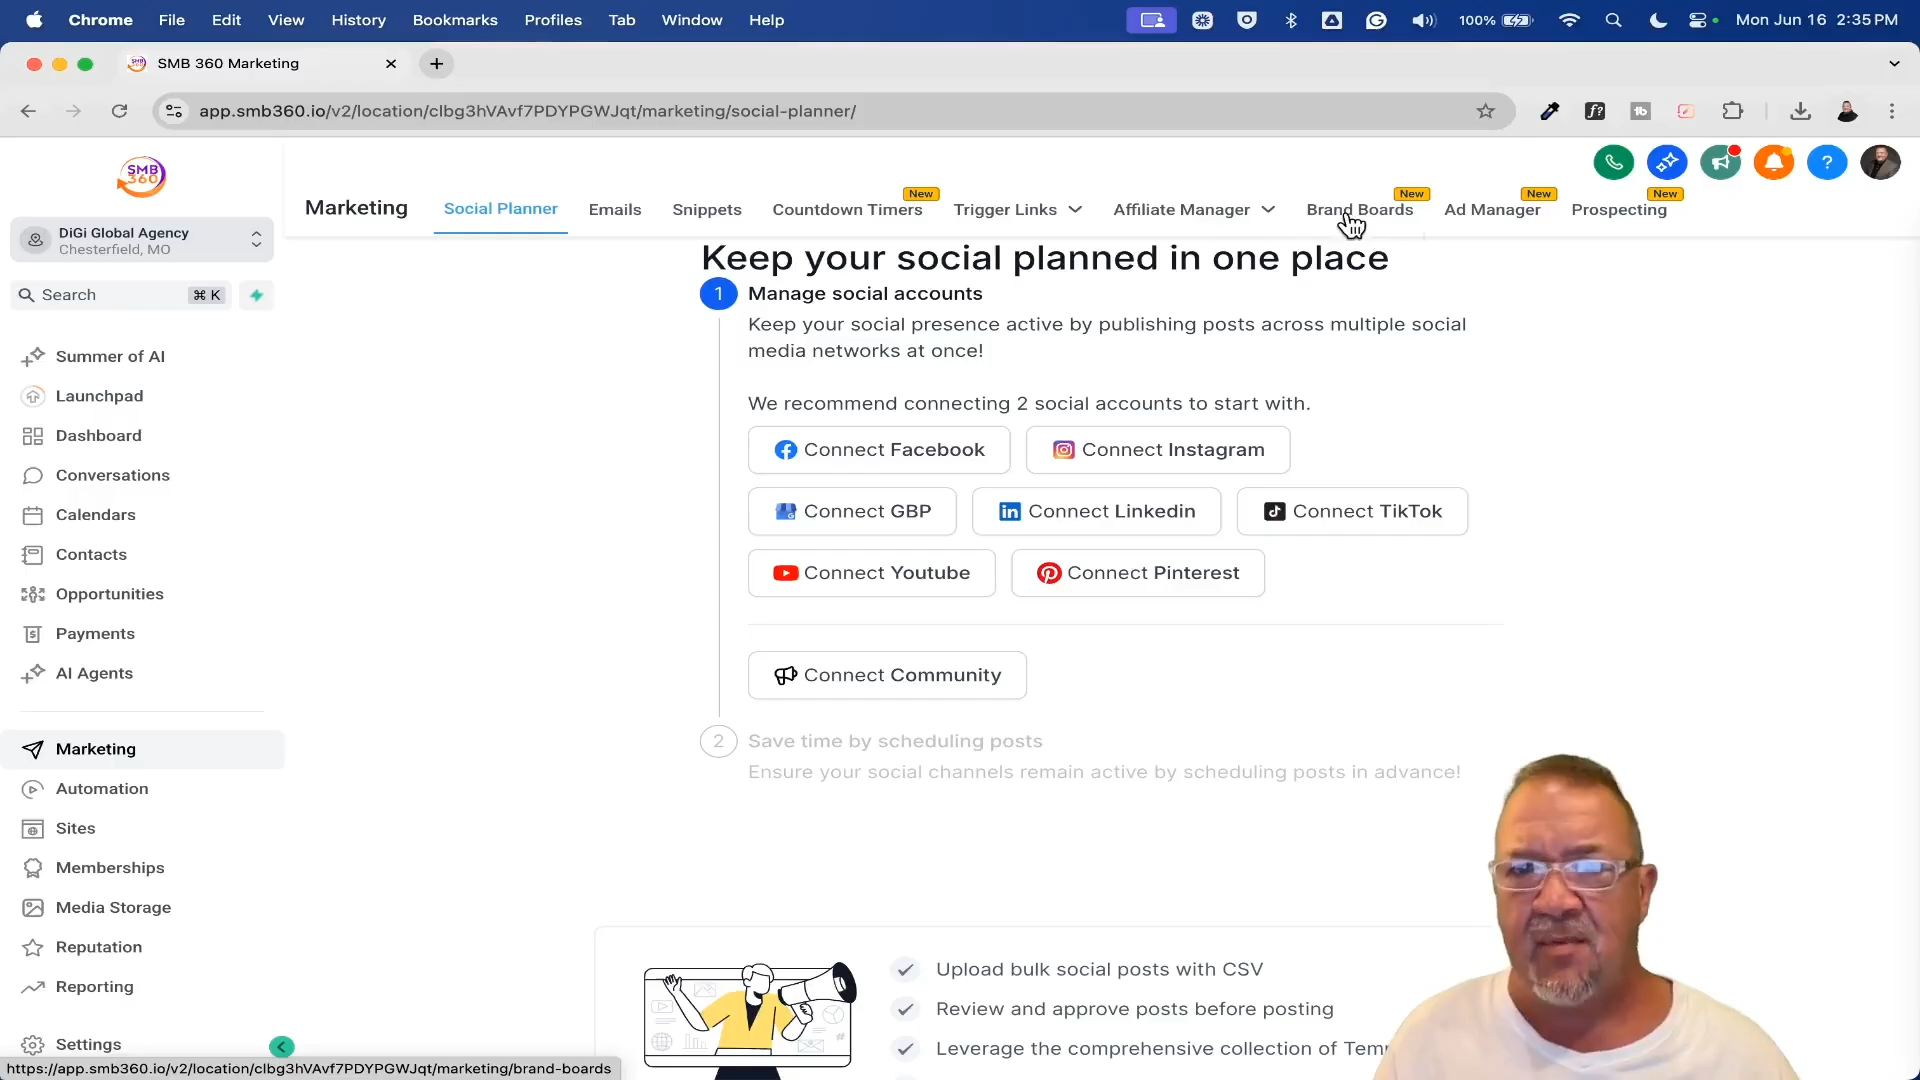 Chrome File Edit View History Bookmarks Profiles Tab Window Help 100% Mon Jun 16 2:35 PM
SMB 360 Marketing
app.smb360.io/v2/location/clbg3hVAvf7PDYPGWJqt/marketing/social-planner/
SMB
360
DiGi Global Agency
Chesterfield, MO
Search ⌘ K
Summer of AI
Launchpad
Dashboard
Conversations
Calendars
Contacts
Opportunities
Payments
AI Agents
Marketing
Automation
Sites
Memberships
Media Storage
Reputation
Reporting
Settings
New New New New
Marketing Social Planner Emails Snippets Countdown Timers Trigger Links Affiliate Manager Brand Boards Ad Manager Prospecting
Keep your social planned in one place
1 Manage social accounts
Keep your social presence active by publishing posts across multiple social
media networks at once!
We recommend connecting 2 social accounts to start with.
Connect Facebook Connect Instagram
Connect GBP Connect Linkedin Connect TikTok
Connect Youtube Connect Pinterest
Connect Community
2 Save time by scheduling posts
Ensure your social channels remain active by scheduling posts in advance!
Upload bulk social posts with CSV
Review and approve posts before posting
Leverage the comprehensive collection of
https://app.smb360.io/v2/location/clbg3hVAvf7PDYPGWJqt/marketing/brand-boards